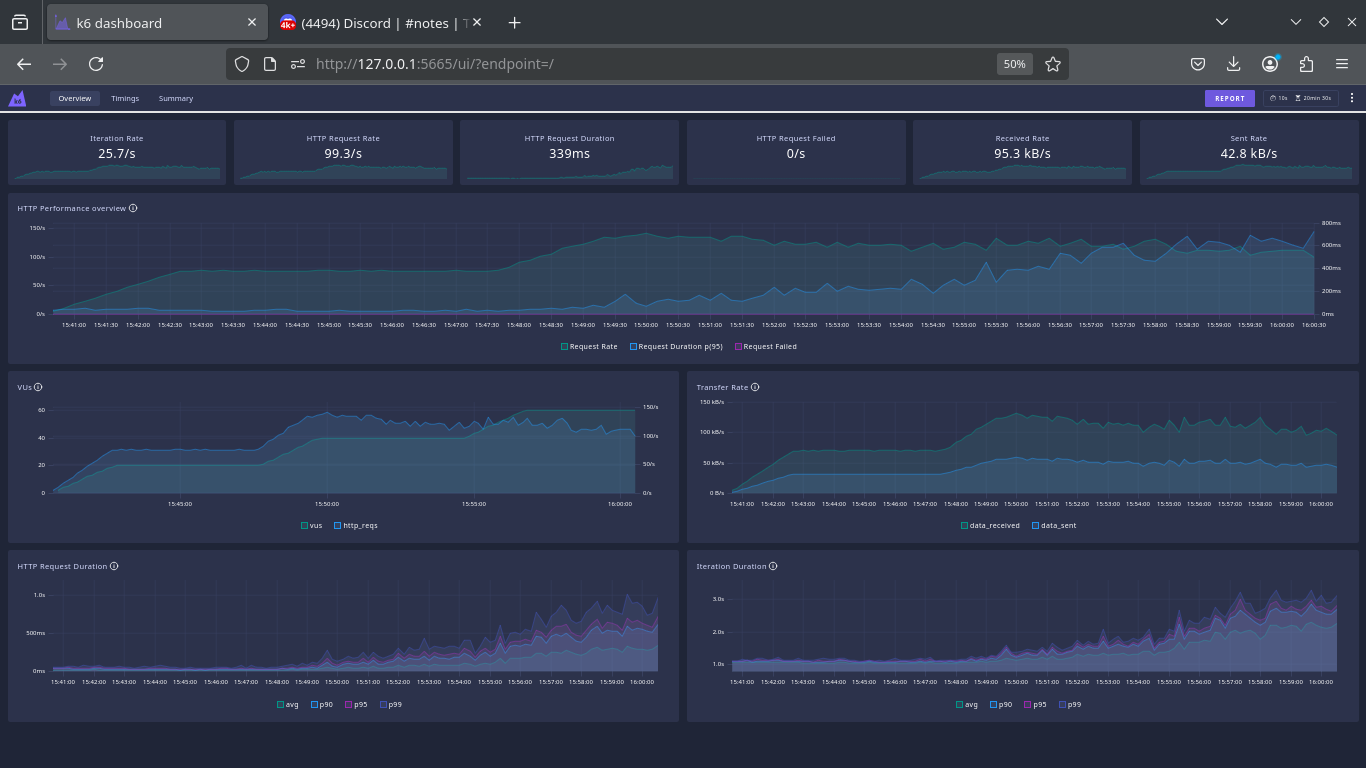 k6 dashboard
(4494) Discord | #notes | T
4k+
http://127.0.0.1:5665/ui/?endpoint=/
50%
k6
Overview Timings Summary
REPORT
10s 20min 30s
Iteration Rate
25.7/s
HTTP Request Rate
99.3/s
HTTP Request Duration
339ms
HTTP Request Failed
0/s
Received Rate
95.3 kB/s
Sent Rate
42.8 kB/s
HTTP Performance overview
150/s
100/s
50/s
0/s
800ms
600ms
400ms
200ms
0ms
15:41:00 15:41:30 15:42:00 15:42:30 15:43:00 15:43:30 15:44:00 15:44:30 15:45:00 15:45:30 15:46:00 15:46:30 15:47:00 15:47:30 15:48:00 15:48:30 15:49:00 15:49:30 15:50:00 15:50:30 15:51:00 15:51:30 15:52:00 15:52:30 15:53:00 15:53:30 15:54:00 15:54:30 15:55:00 15:55:30 15:56:00 15:56:30 15:57:00 15:57:30 15:58:00 15:58:30 15:59:00 15:59:30 16:00:00 16:00:30
Request Rate Request Duration p(95) Request Failed
VUs
60
40
20
0
150/s
100/s
50/s
0/s
15:45:00 15:50:00 15:55:00 16:00:00
vus http_reqs
Transfer Rate
150 kB/s
100 kB/s
50 kB/s
0 B/s
15:41:00 15:42:00 15:43:00 15:44:00 15:45:00 15:46:00 15:47:00 15:48:00 15:49:00 15:50:00 15:51:00 15:52:00 15:53:00 15:54:00 15:55:00 15:56:00 15:57:00 15:58:00 15:59:00 16:00:00
data_received data_sent
HTTP Request Duration
1.0s
500ms
0ms
15:41:00 15:42:00 15:43:00 15:44:00 15:45:00 15:46:00 15:47:00 15:48:00 15:49:00 15:50:00 15:51:00 15:52:00 15:53:00 15:54:00 15:55:00 15:56:00 15:57:00 15:58:00 15:59:00 16:00:00
avg p90 p95 p99
Iteration Duration
3.0s
2.0s
1.0s
15:41:00 15:42:00 15:43:00 15:44:00 15:45:00 15:46:00 15:47:00 15:48:00 15:49:00 15:50:00 15:51:00 15:52:00 15:53:00 15:54:00 15:55:00 15:56:00 15:57:00 15:58:00 15:59:00 16:00:00
avg p90 p95 p99